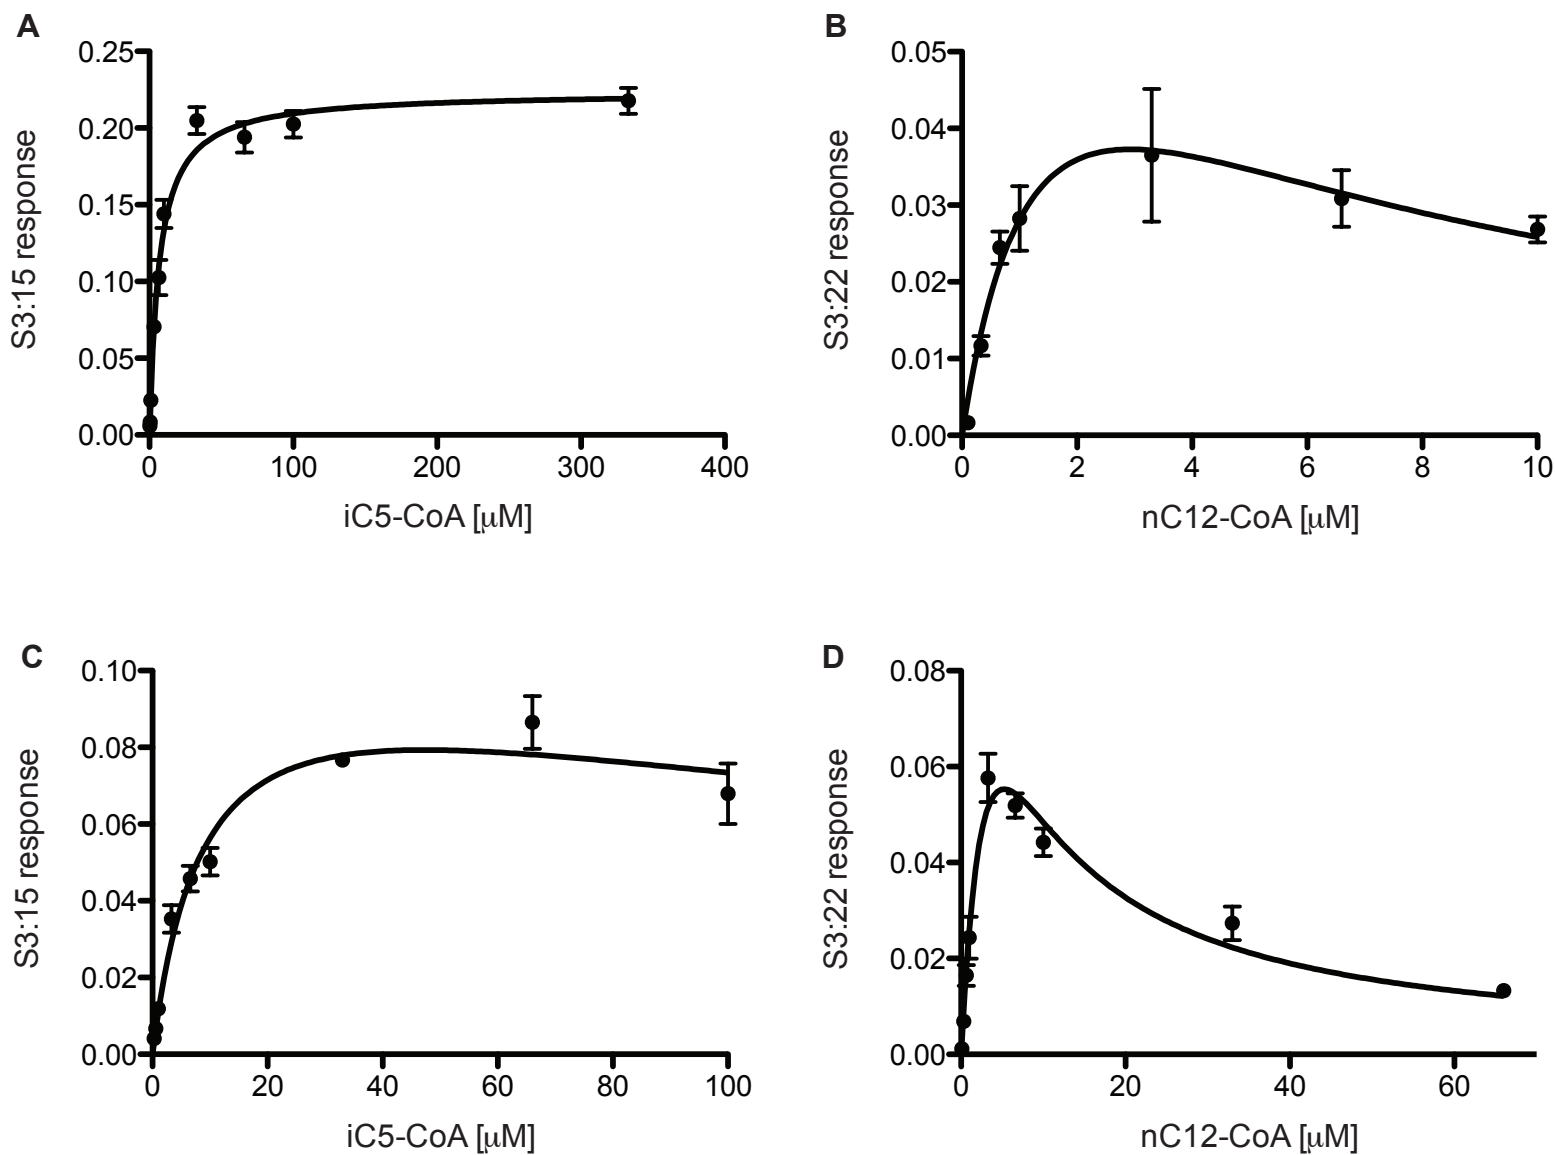 A
0.25
0.20
0.15
0.10
0.05
0.00
S3:15 response
0 100 200 300 400
iC5-CoA [μM]
B
0.05
0.04
0.03
0.02
0.01
0.00
S3:22 response
0 2 4 6 8 10
nC12-CoA [μM]
C
0.10
0.08
0.06
0.04
0.02
0.00
S3:15 response
0 20 40 60 80 100
iC5-CoA [μM]
D
0.08
0.06
0.04
0.02
0.00
S3:22 response
0 20 40 60
nC12-CoA [μM]